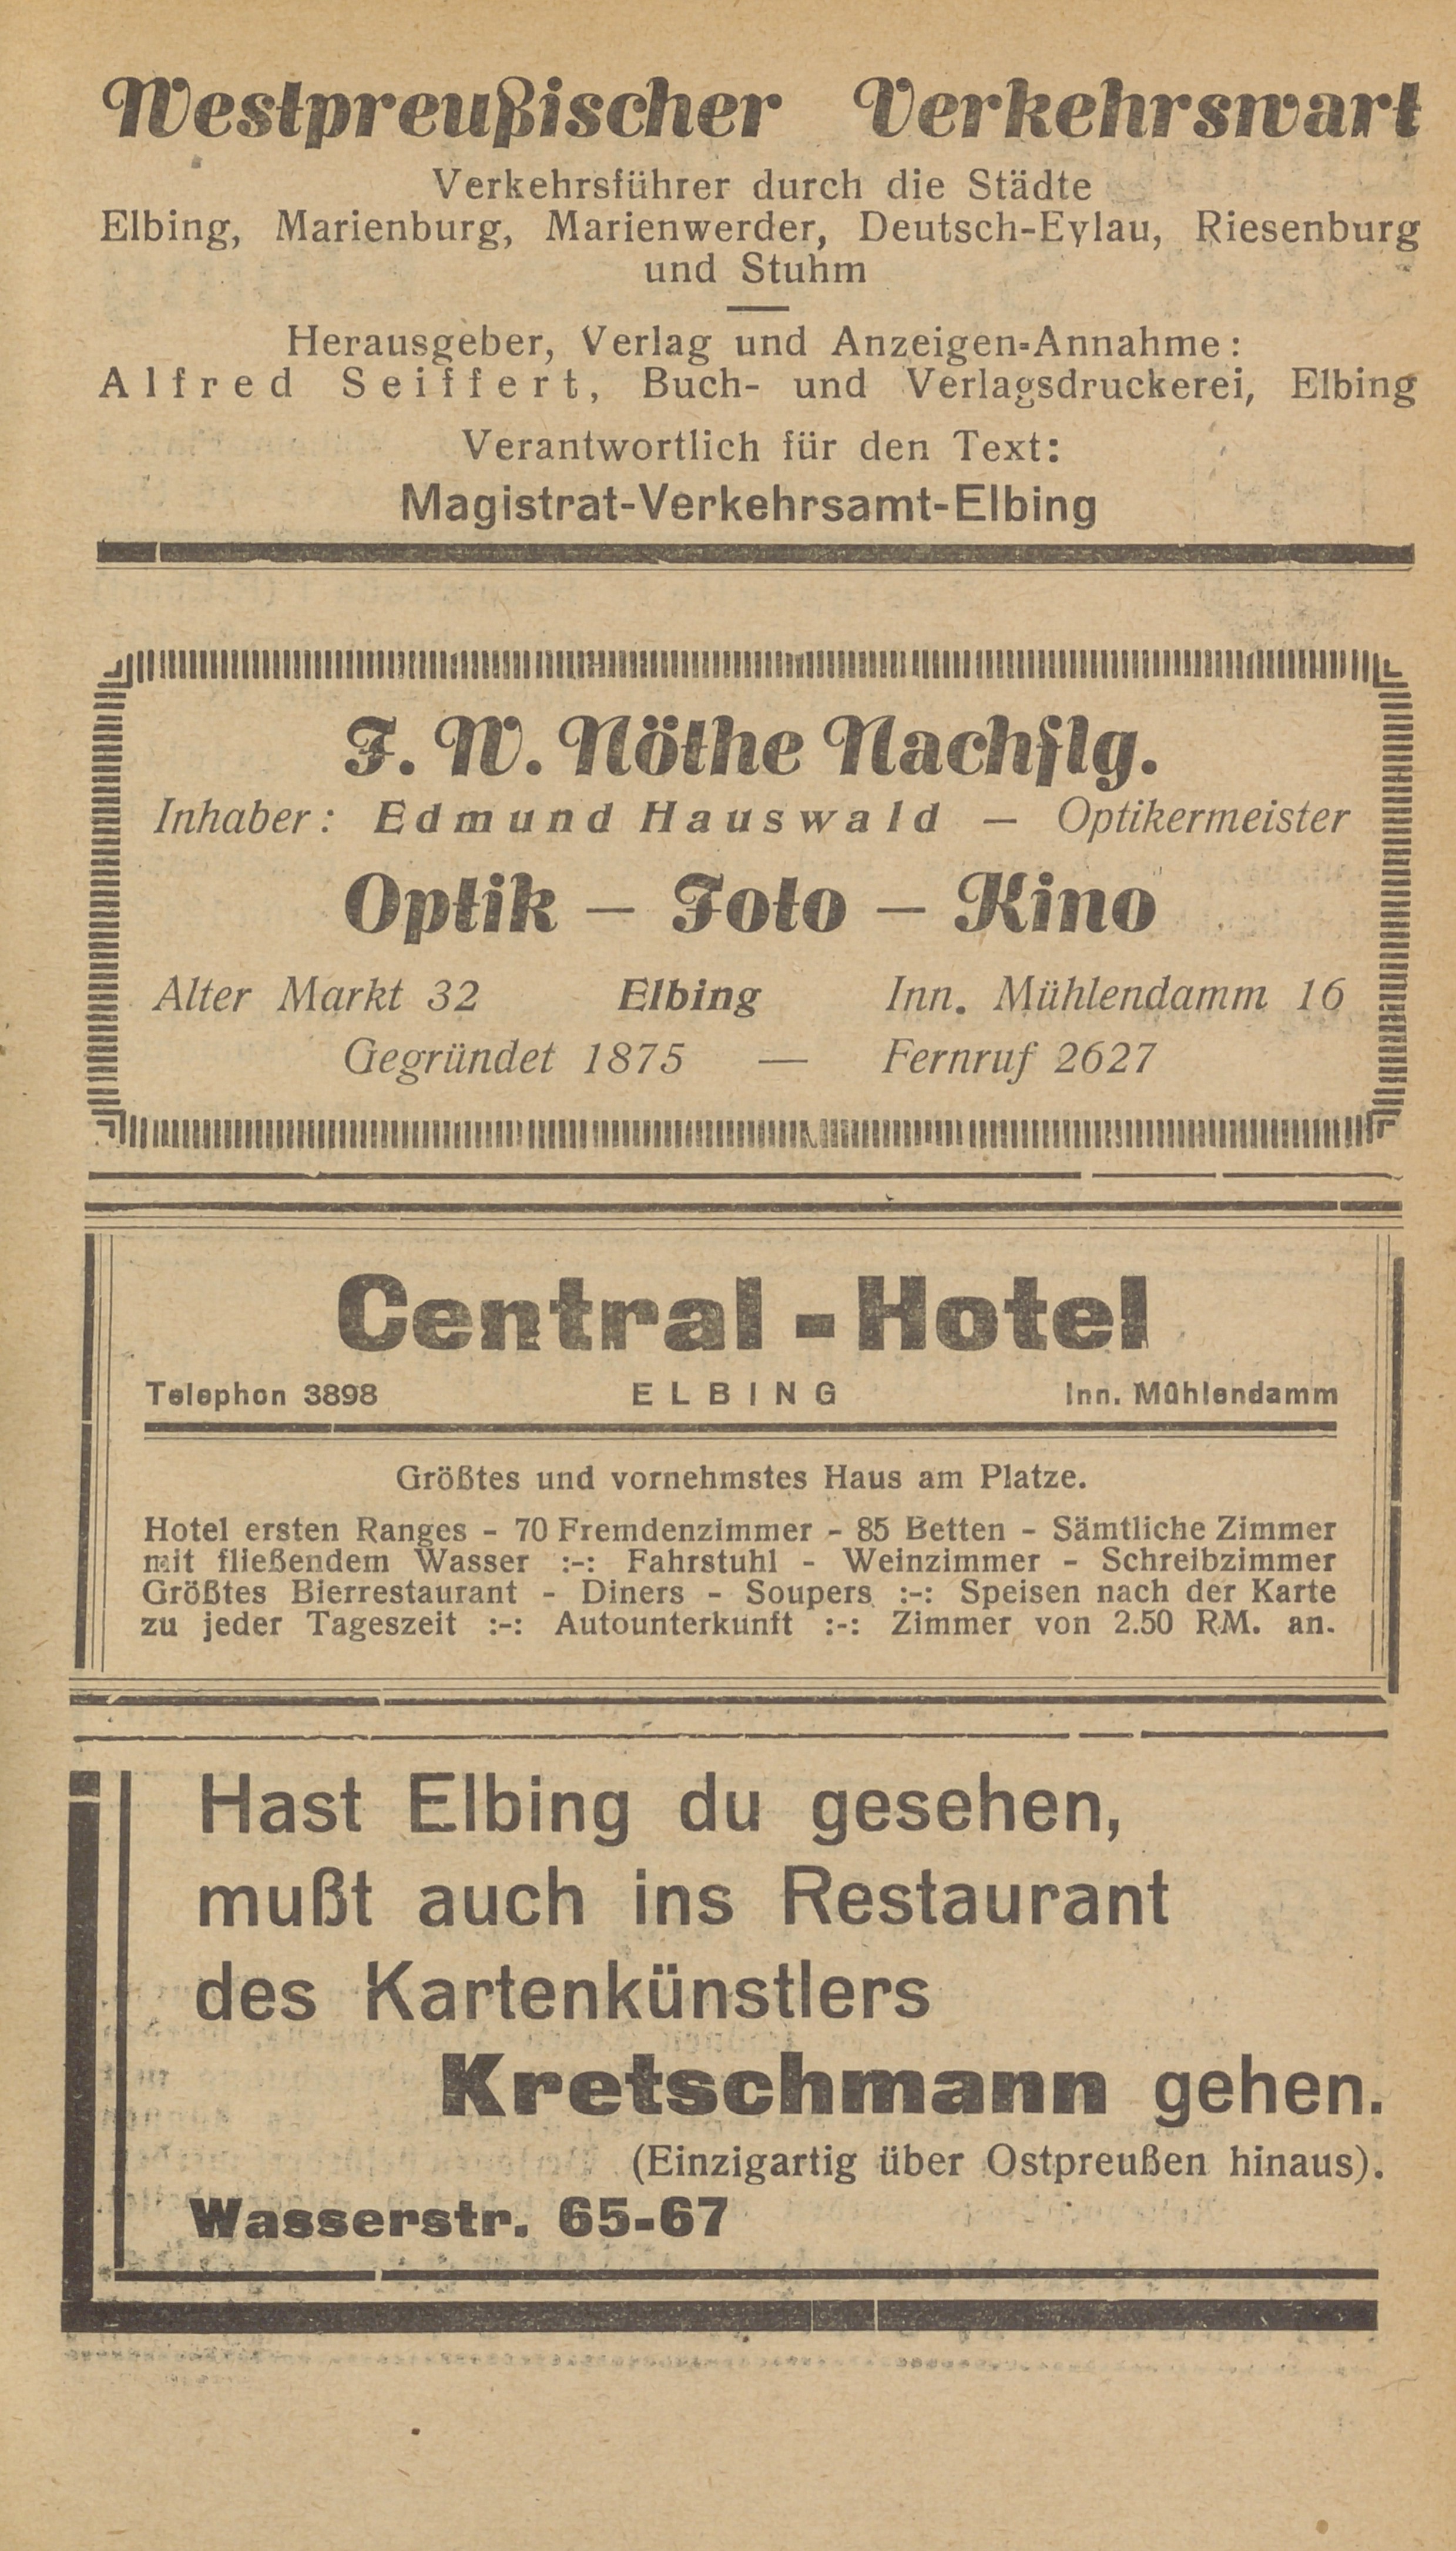 Westpreußischer Verkehrswart
Verkehrsführer durch die Städte
Elbing, Marienburg, Marienwerder, Deutsch-Eylau, Riesenburg
und Stuhm
Herausgeber, Verlag und Anzeigen-Annahme:
Alfred Seiffert, Buch- und Verlagsdruckerei, Elbing
Verantwortlich für den Text:
Magistrat-Verkehrsamt-Elbing
F. W. Nöthe Nachflg.
Inhaber: Edmund Hauswald — Optikermeister
Optik — Foto — Kino
Alter Markt 32 Elbing Inn. Mühlendamm 16
Gegründet 1875 — Fernruf 2627
Central-Hotel
Telephon 3898 ELBING Inn. Mühlendamm
Größtes und vornehmstes Haus am Platze.
Hotel ersten Ranges - 70 Fremdenzimmer - 85 Betten - Sämtliche Zimmer
mit fließendem Wasser :-: Fahrstuhl - Weinzimmer - Schreibzimmer
Größtes Bierrestaurant - Diners - Soupers :-: Speisen nach der Karte
zu jeder Tageszeit :-: Autounterkunft :-: Zimmer von 2.50 RM. an.
Hast Elbing du gesehen,
mußt auch ins Restaurant
des Kartenkünstlers
Kretschmann gehen.
(Einzigartig über Ostpreußen hinaus).
Wasserstr. 65-67